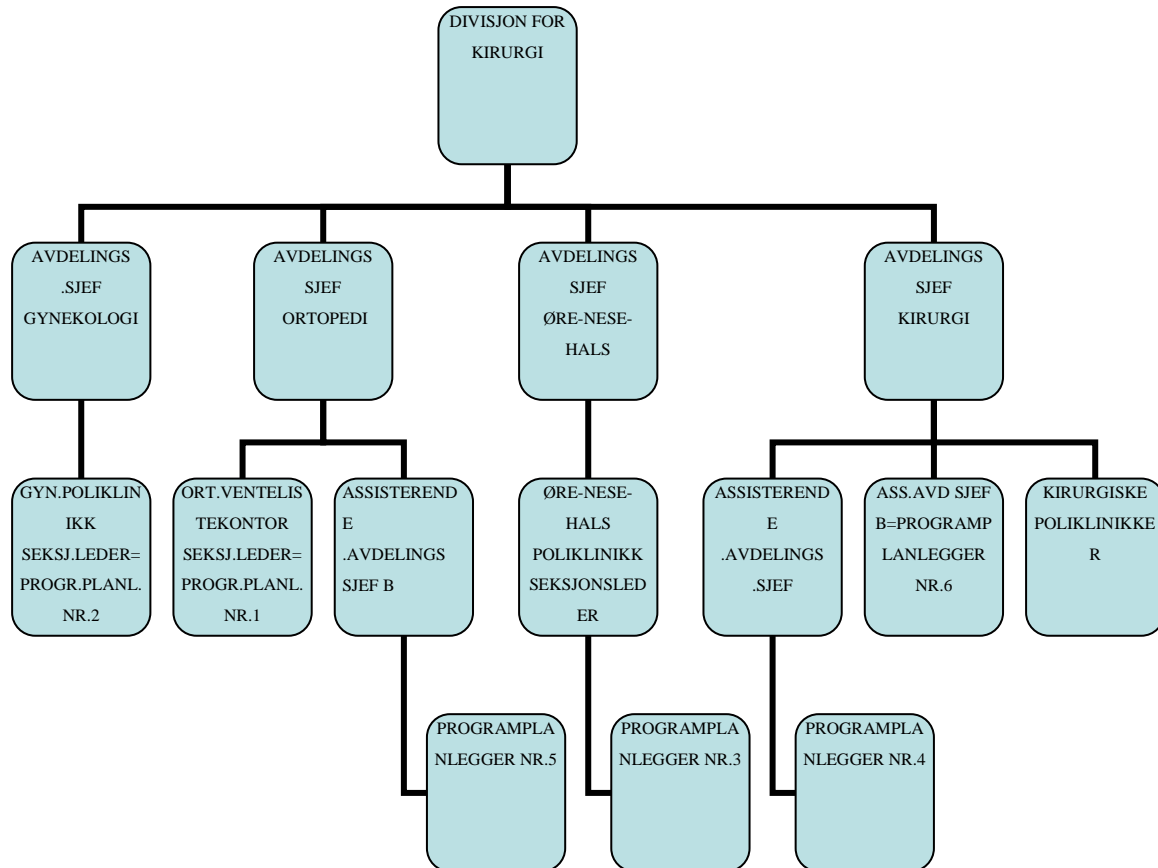 DIVISJON FOR
KIRURGI
AVDELINGS
.SJEF
GYNEKOLOGI
AVDELINGS
SJEF
ORTOPEDI
AVDELINGS
SJEF
ØRE-NESE-
HALS
AVDELINGS
SJEF
KIRURGI
GYN.POLIKLIN
IKK
SEKSJ.LEDER=
PROGR.PLANL.
NR.2
ORT.VENTELIS
TEKONTOR
SEKSJ.LEDER=
PROGR.PLANL.
NR.1
ASSISTEREND
E
.AVDELINGS
SJEF B
ØRE-NESE-
HALS
POLIKLINIKK
SEKSJONSLED
ER
ASSISTEREND
E
.AVDELINGS
.SJEF
ASS.AVD SJEF
B=PROGRAMP
LANLEGGER
NR.6
KIRURGISKE
POLIKLINIKKE
R
PROGRAMPLA
NLEGGER NR.5
PROGRAMPLA
NLEGGER NR.3
PROGRAMPLA
NLEGGER NR.4